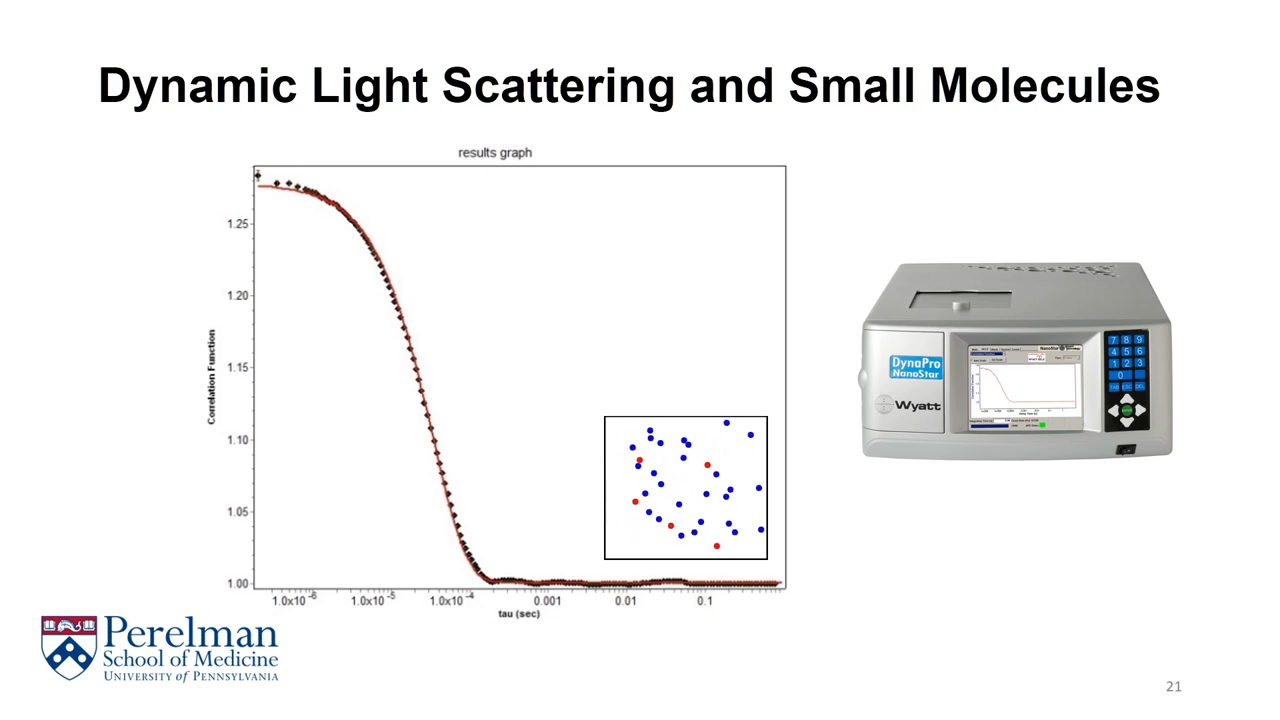 Dynamic Light Scattering and Small Molecules
results graph
Correlation Function
1.25
1.20
1.15
1.10
1.05
1.00
1.0x10⁻⁶ 1.0x10⁻⁵ 1.0x10⁻⁴ 0.001 0.01 0.1
tau (sec)
DynaPro
NanoStar
Wyatt
7 8 9
4 5 6
1 2 3
0
TAB ESC DEL
Perelman
School of Medicine
University of Pennsylvania
21